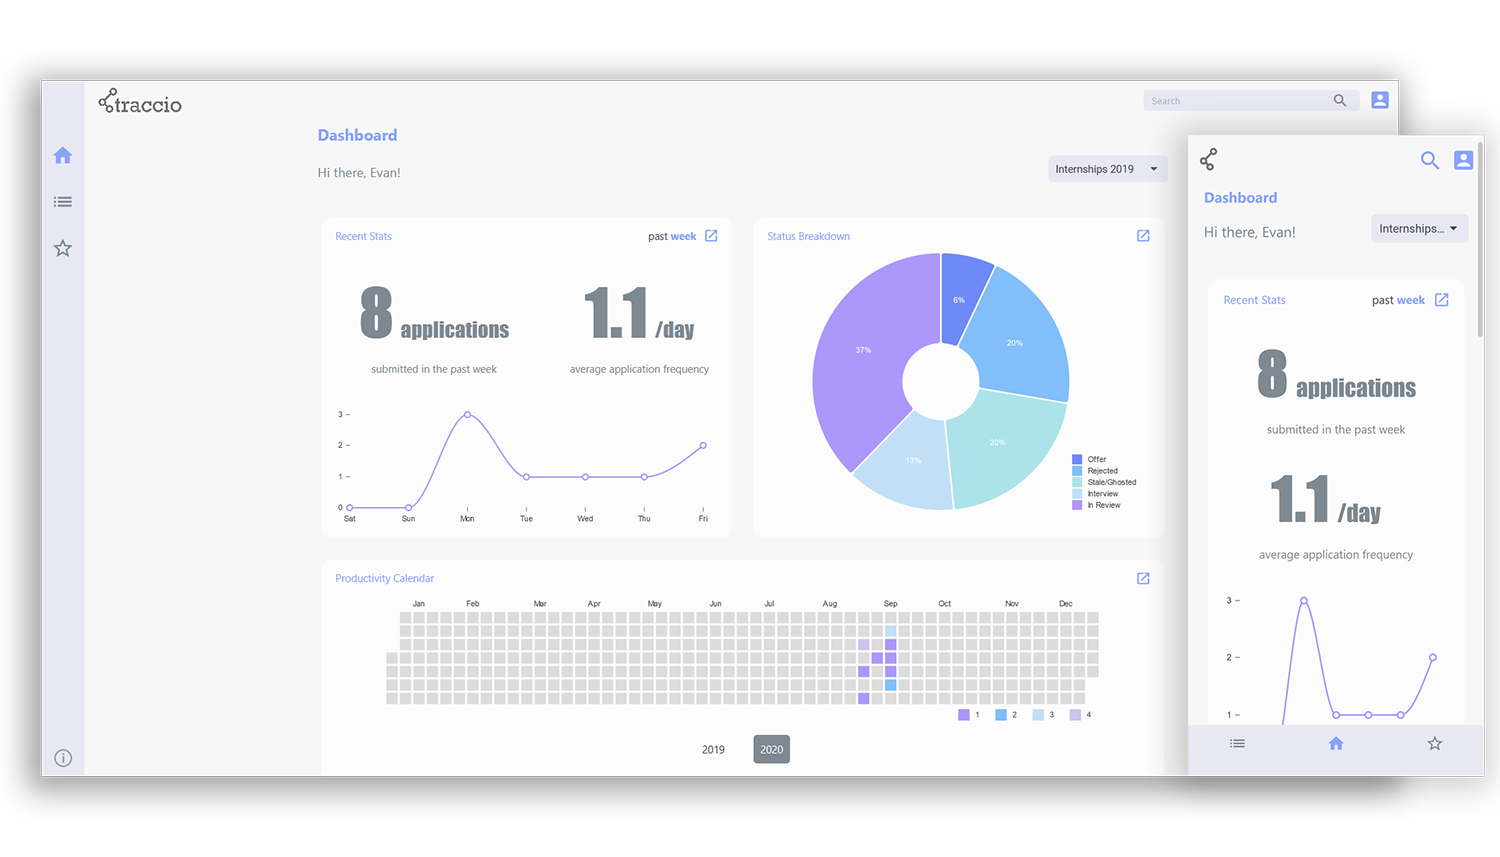 traccio
Search
Dashboard
Hi there, Evan!
Internships 2019
Recent Stats
past week
8 applications
1.1 /day
submitted in the past week
average application frequency
3
2
1
0
Sat Sun Mon Tue Wed Thu Fri
Status Breakdown
6%
20%
37%
20%
13%
Offer
Rejected
Stale/Ghosted
Interview
In Review
Productivity Calendar
Jan Feb Mar Apr May Jun Jul Aug Sep Oct Nov Dec
1 2 3 4
2019 2020
Dashboard
Hi there, Evan!
Internships...
Recent Stats
past week
8 applications
submitted in the past week
1.1 /day
average application frequency
3
2
1